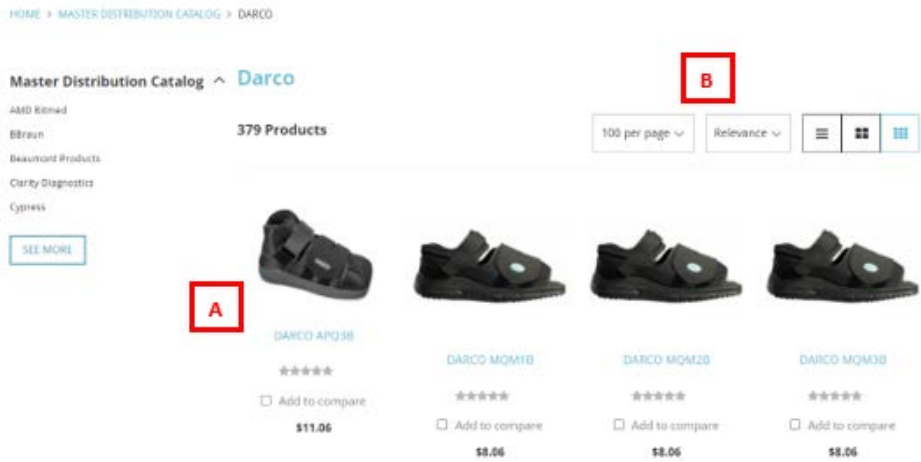 HOME > MASTER DISTRIBUTION CATALOG > DARCO
Master Distribution Catalog
AMD Ritmed
BBraun
Beaumont Products
Clarity Diagnostics
Cypress
SEE MORE
Darco
B
379 Products
100 per page
Relevance
A
DARCO APQ3B
Add to compare
$11.06
DARCO MQM1B
Add to compare
$8.06
DARCO MQM2B
Add to compare
$8.06
DARCO MQM3B
Add to compare
$8.06